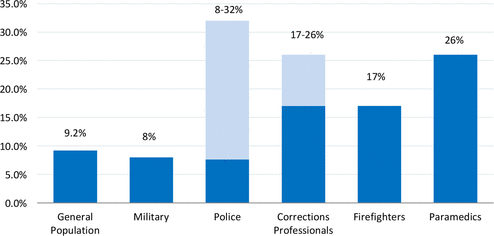 35.0%
30.0%
25.0%
20.0%
15.0%
10.0%
5.0%
0.0%
9.2%
8%
8-32%
17-26%
17%
26%
General
Population
Military
Police
Corrections
Professionals
Firefighters
Paramedics